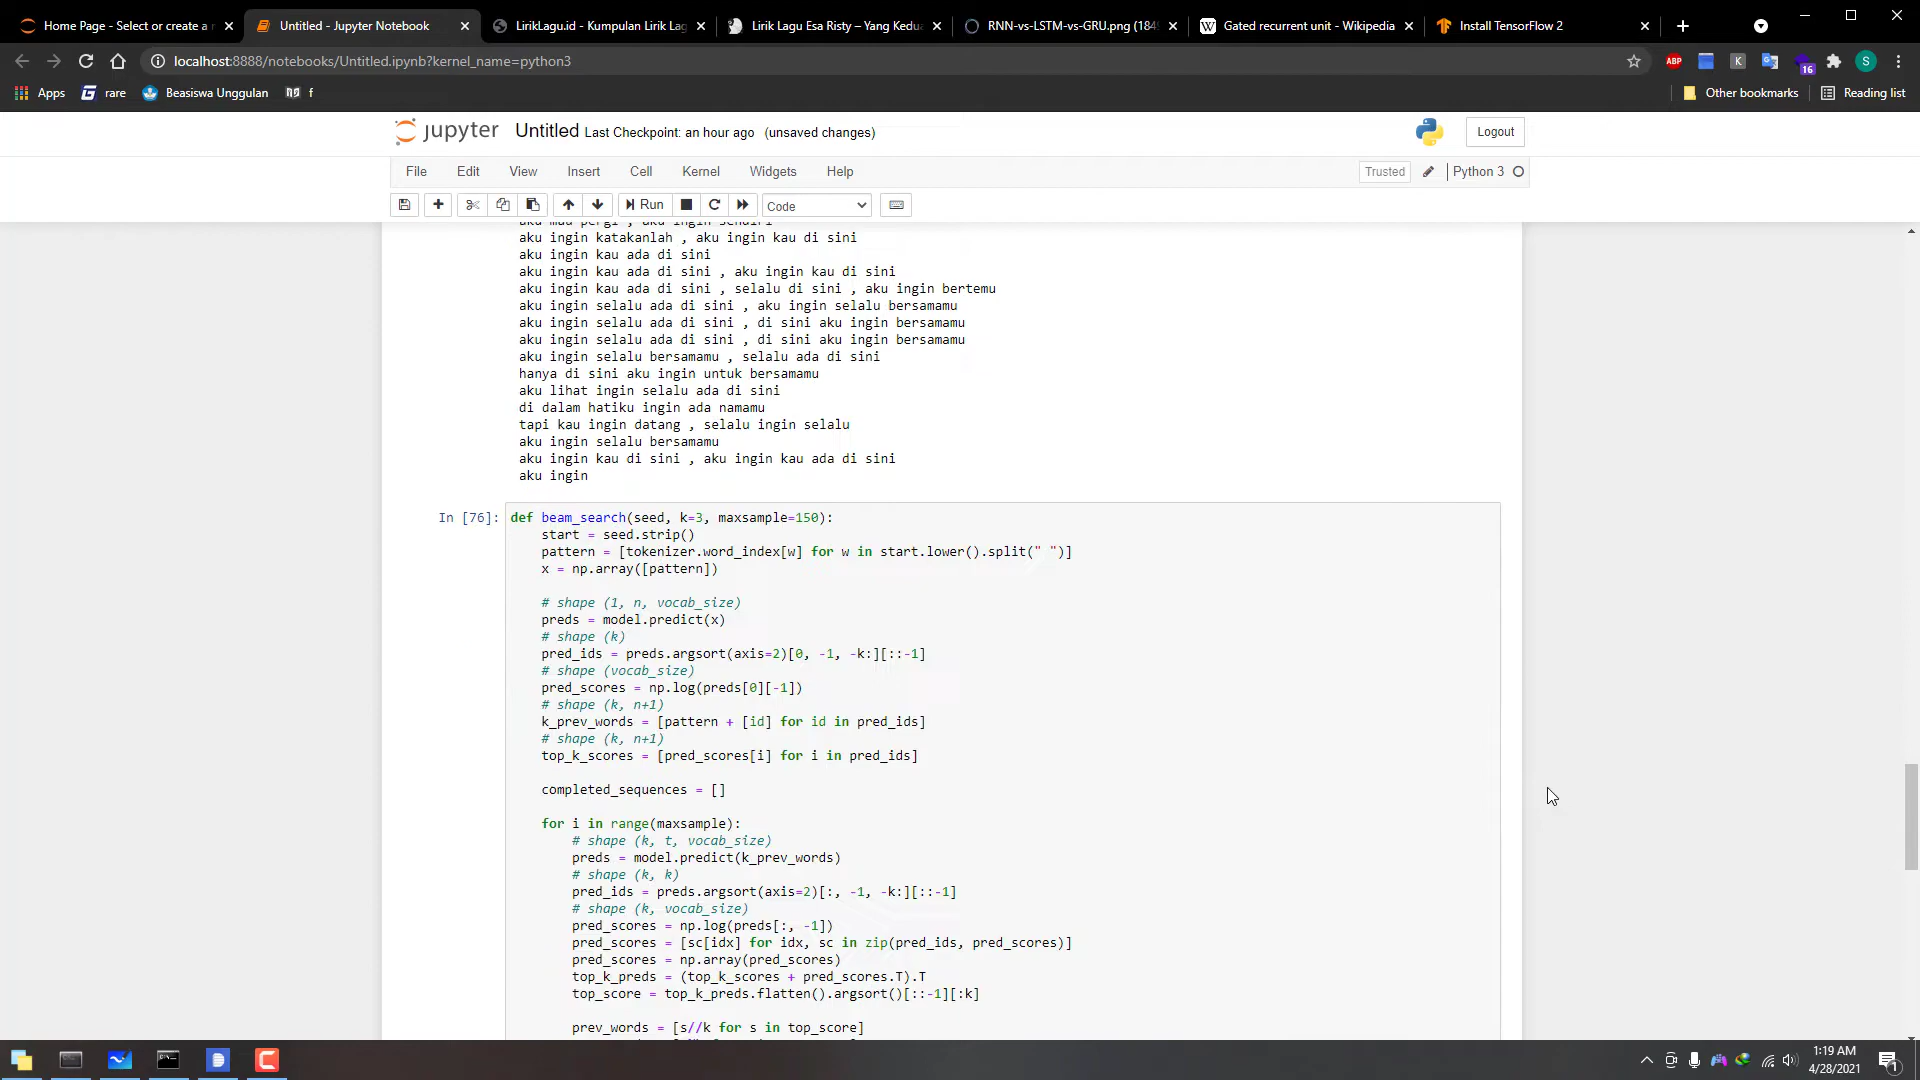 Home Page - Select or create a n
Untitled - Jupyter Notebook
LirikLagu.id - Kumpulan Lirik Lag
Lirik Lagu Esa Risty – Yang Kedua
RNN-vs-LSTM-vs-GRU.png (184
Gated recurrent unit - Wikipedia
Install TensorFlow 2
localhost:8888/notebooks/Untitled.ipynb?kernel_name=python3
ABP
K
16
S
Apps
rare
Beasiswa Unggulan
f
Other bookmarks
Reading list
jupyter Untitled Last Checkpoint: an hour ago (unsaved changes)
Logout
File Edit View Insert Cell Kernel Widgets Help
Trusted
Python 3
Run
Code
aku mau pergi , aku ingin sendiri
aku ingin katakanlah , aku ingin kau di sini
aku ingin kau ada di sini
aku ingin kau ada di sini , aku ingin kau di sini
aku ingin kau ada di sini , selalu di sini , aku ingin bertemu
aku ingin selalu ada di sini , aku ingin selalu bersamamu
aku ingin selalu ada di sini , di sini aku ingin bersamamu
aku ingin selalu ada di sini , di sini aku ingin bersamamu
aku ingin selalu bersamamu , selalu ada di sini
hanya di sini aku ingin untuk bersamamu
aku lihat ingin selalu ada di sini
di dalam hatiku ingin ada namamu
tapi kau ingin datang , selalu ingin selalu
aku ingin selalu bersamamu
aku ingin kau di sini , aku ingin kau ada di sini
aku ingin
In [76]: def beam_search(seed, k=3, maxsample=150):
start = seed.strip()
pattern = [tokenizer.word_index[w] for w in start.lower().split(" ")]
x = np.array([pattern])
# shape (1, n, vocab_size)
preds = model.predict(x)
# shape (k)
pred_ids = preds.argsort(axis=2)[0, -1, -k:][::-1]
# shape (vocab_size)
pred_scores = np.log(preds[0][-1])
# shape (k, n+1)
k_prev_words = [pattern + [id] for id in pred_ids]
# shape (k, n+1)
top_k_scores = [pred_scores[i] for i in pred_ids]
completed_sequences = []
for i in range(maxsample):
# shape (k, t, vocab_size)
preds = model.predict(k_prev_words)
# shape (k, k)
pred_ids = preds.argsort(axis=2)[:, -1, -k:][::-1]
# shape (k, vocab_size)
pred_scores = np.log(preds[:, -1])
pred_scores = [sc[idx] for idx, sc in zip(pred_ids, pred_scores)]
pred_scores = np.array(pred_scores)
top_k_preds = (top_k_scores + pred_scores.T).T
top_score = top_k_preds.flatten().argsort()[::-1][:k]
prev_words = [s//k for s in top_score]
1:19 AM
4/28/2021
1